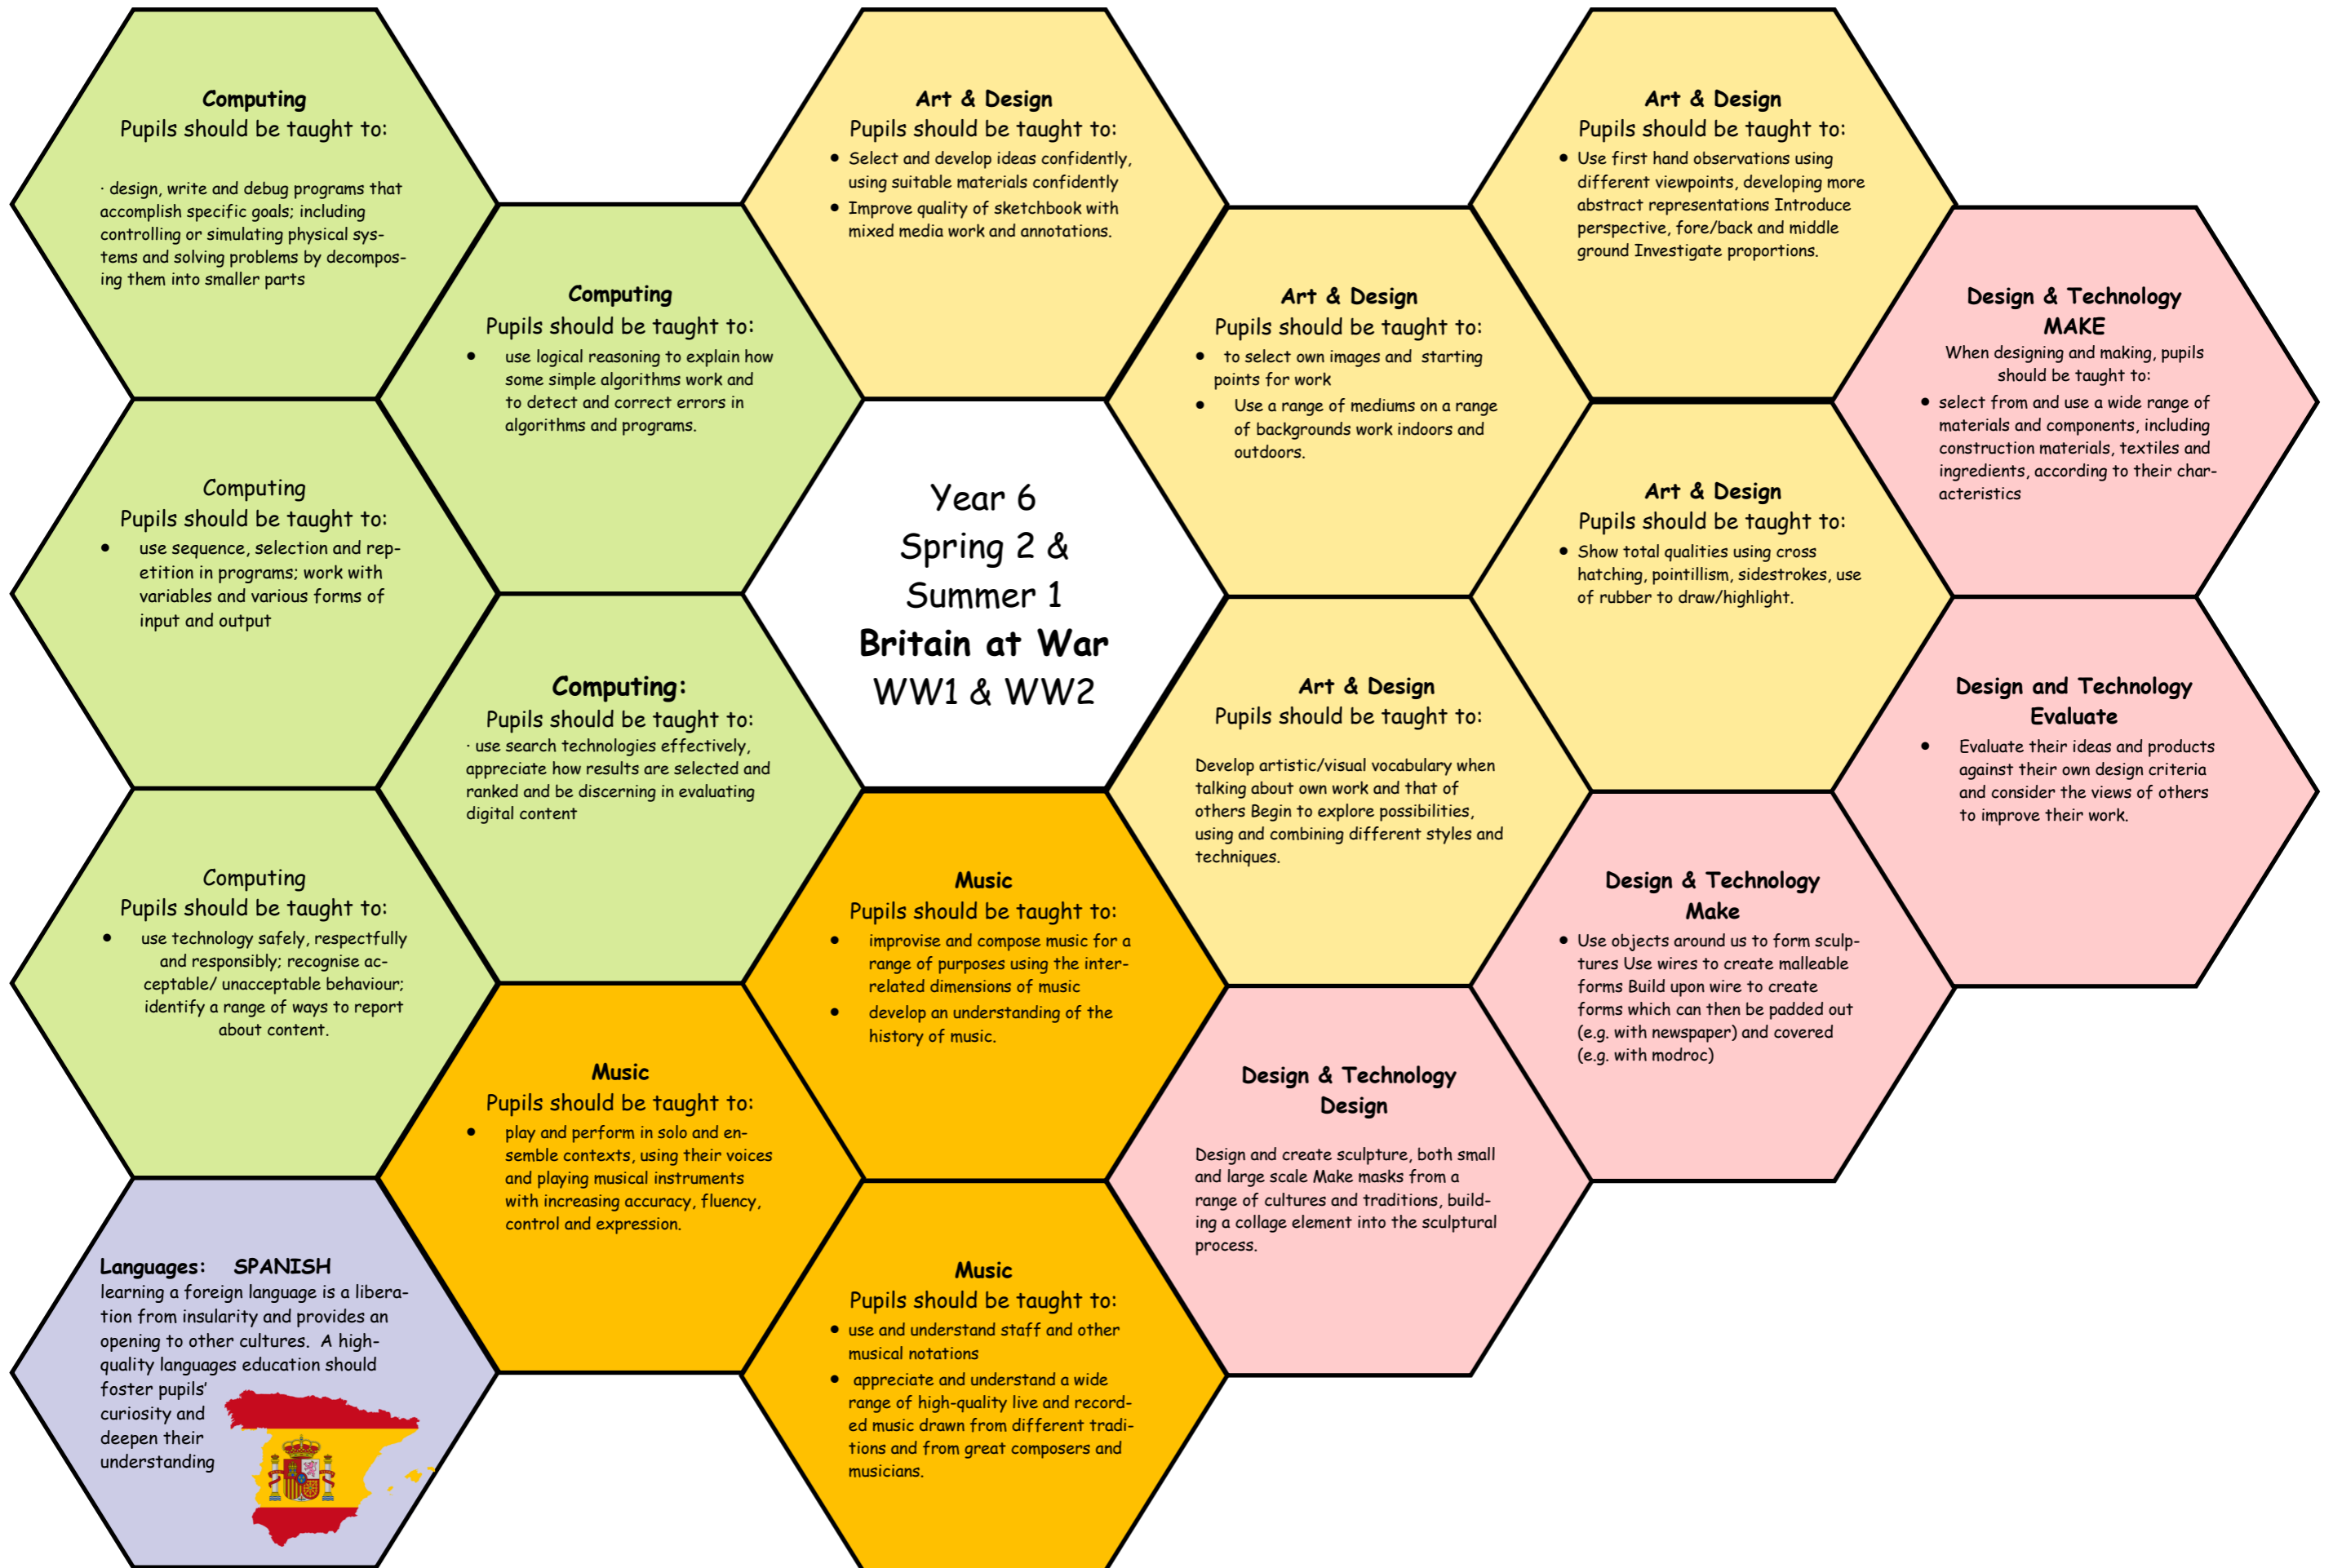 Computing
Pupils should be taught to:
· design, write and debug programs that
accomplish specific goals; including
controlling or simulating physical sys-
tems and solving problems by decompos-
ing them into smaller parts
Computing
Pupils should be taught to:
• use sequence, selection and rep-
etition in programs; work with
variables and various forms of
input and output
Computing
Pupils should be taught to:
• use technology safely, respectfully
and responsibly; recognise ac-
ceptable/ unacceptable behaviour;
identify a range of ways to report
about content.
Languages: SPANISH
learning a foreign language is a libera-
tion from insularity and provides an
opening to other cultures. A high-
quality languages education should
foster pupils'
curiosity and
deepen their
understanding
Computing
Pupils should be taught to:
• use logical reasoning to explain how
some simple algorithms work and
to detect and correct errors in
algorithms and programs.
Computing:
Pupils should be taught to:
· use search technologies effectively,
appreciate how results are selected and
ranked and be discerning in evaluating
digital content
Music
Pupils should be taught to:
• play and perform in solo and en-
semble contexts, using their voices
and playing musical instruments
with increasing accuracy, fluency,
control and expression.
Art & Design
Pupils should be taught to:
• Select and develop ideas confidently,
using suitable materials confidently
• Improve quality of sketchbook with
mixed media work and annotations.
Year 6
Spring 2 &
Summer 1
Britain at War
WW1 & WW2
Music
Pupils should be taught to:
• improvise and compose music for a
range of purposes using the inter-
related dimensions of music
• develop an understanding of the
history of music.
Music
Pupils should be taught to:
• use and understand staff and other
musical notations
• appreciate and understand a wide
range of high-quality live and record-
ed music drawn from different tradi-
tions and from great composers and
musicians.
Art & Design
Pupils should be taught to:
• to select own images and starting
points for work
• Use a range of mediums on a range
of backgrounds work indoors and
outdoors.
Art & Design
Pupils should be taught to:
Develop artistic/visual vocabulary when
talking about own work and that of
others Begin to explore possibilities,
using and combining different styles and
techniques.
Design & Technology
Design
Design and create sculpture, both small
and large scale Make masks from a
range of cultures and traditions, build-
ing a collage element into the sculptural
process.
Art & Design
Pupils should be taught to:
• Use first hand observations using
different viewpoints, developing more
abstract representations Introduce
perspective, fore/back and middle
ground Investigate proportions.
Art & Design
Pupils should be taught to:
• Show total qualities using cross
hatching, pointillism, sidestrokes, use
of rubber to draw/highlight.
Design & Technology
Make
• Use objects around us to form sculp-
tures Use wires to create malleable
forms Build upon wire to create
forms which can then be padded out
(e.g. with newspaper) and covered
(e.g. with modroc)
Design & Technology
MAKE
When designing and making, pupils
should be taught to:
• select from and use a wide range of
materials and components, including
construction materials, textiles and
ingredients, according to their char-
acteristics
Design and Technology
Evaluate
• Evaluate their ideas and products
against their own design criteria
and consider the views of others
to improve their work.